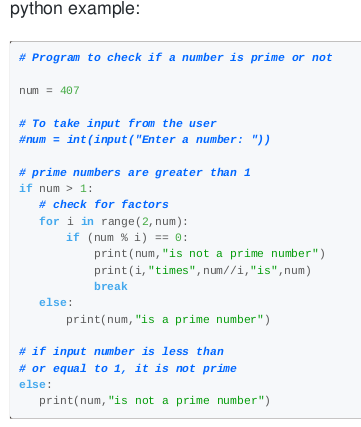 python example:
# Program to check if a number is prime or not
num = 407
# To take input from the user
#num = int(input("Enter a number: "))
# prime numbers are greater than 1
if num > 1:
   # check for factors
   for i in range(2,num):
       if (num % i) == 0:
           print(num,"is not a prime number")
           print(i,"times",num//i,"is",num)
           break
   else:
       print(num,"is a prime number")
# if input number is less than
# or equal to 1, it is not prime
else:
   print(num,"is not a prime number")